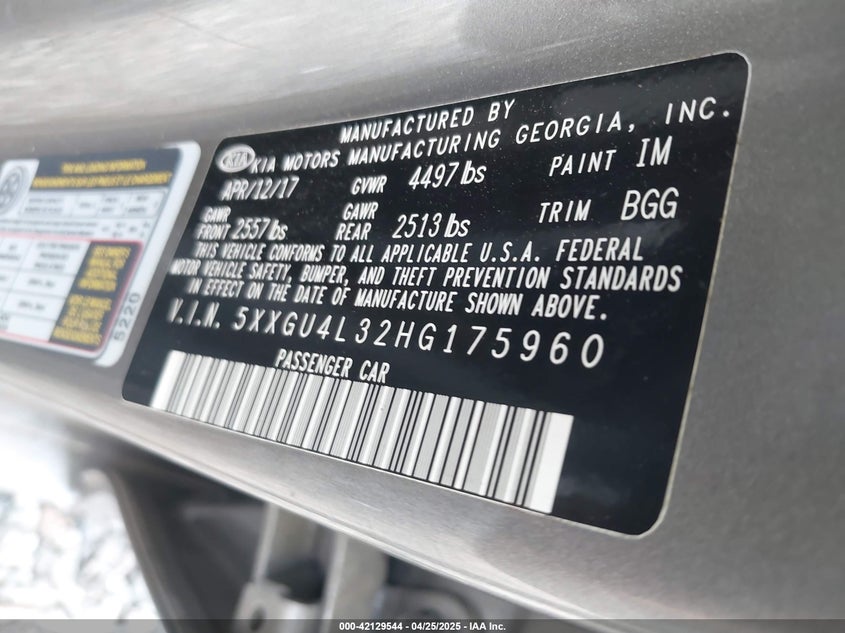 MANUFACTURED BY
KIA KIA MOTORS MANUFACTURING GEORGIA, INC.
APR/12/17 GVWR 4497 lbs PAINT IM
GAWR FRONT 2557 lbs GAWR REAR 2513 lbs TRIM BGG
THIS VEHICLE CONFORMS TO ALL APPLICABLE U.S.A. FEDERAL
MOTOR VEHICLE SAFETY, BUMPER, AND THEFT PREVENTION STANDARDS
IN EFFECT ON THE DATE OF MANUFACTURE SHOWN ABOVE.
V.I.N. 5XXGU4L32HG175960
PASSENGER CAR
5220
000-42129544 - 04/25/2025 - IAA Inc.